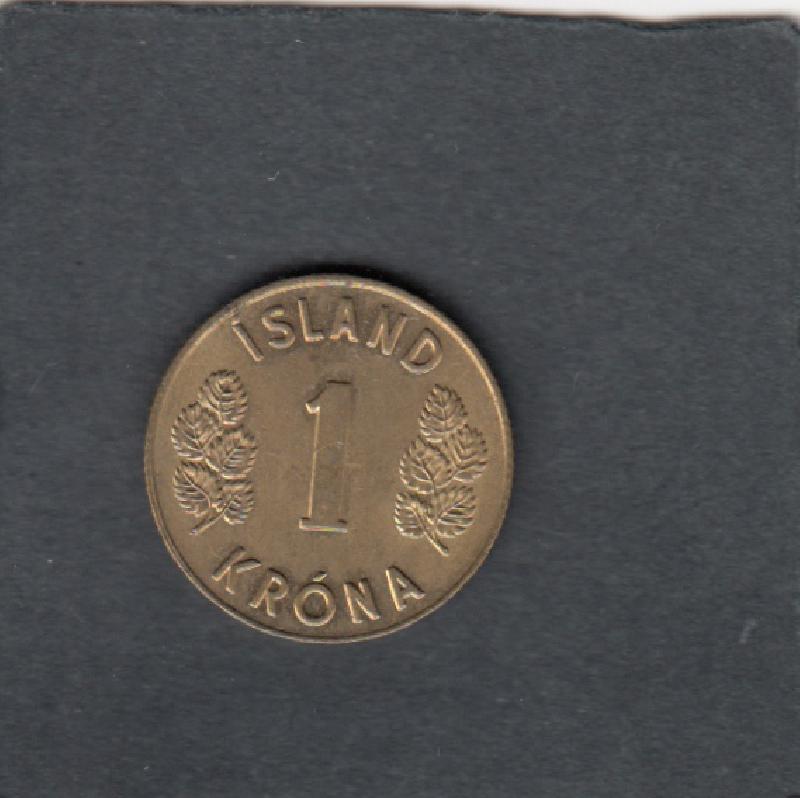 ÍSLAND
1
KRÓNA